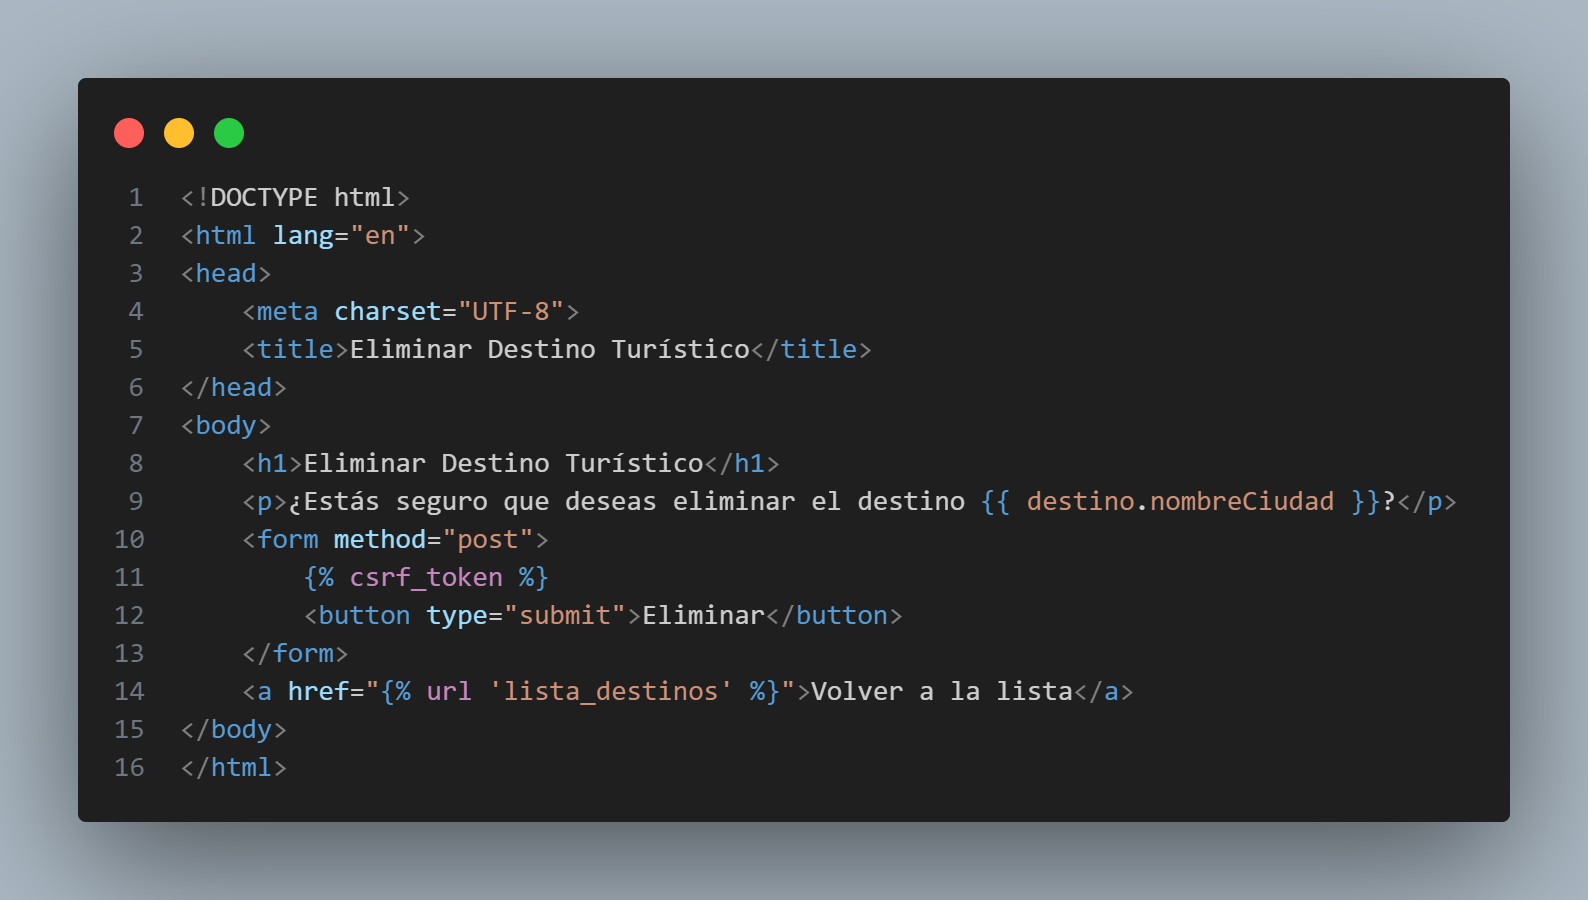 1 <!DOCTYPE html>
2 <html lang="en">
3 <head>
4     <meta charset="UTF-8">
5     <title>Eliminar Destino Turístico</title>
6 </head>
7 <body>
8     <h1>Eliminar Destino Turístico</h1>
9     <p>¿Estás seguro que deseas eliminar el destino {{ destino.nombreCiudad }}?</p>
10     <form method="post">
11         {% csrf_token %}
12         <button type="submit">Eliminar</button>
13     </form>
14     <a href="{% url 'lista_destinos' %}">Volver a la lista</a>
15 </body>
16 </html>